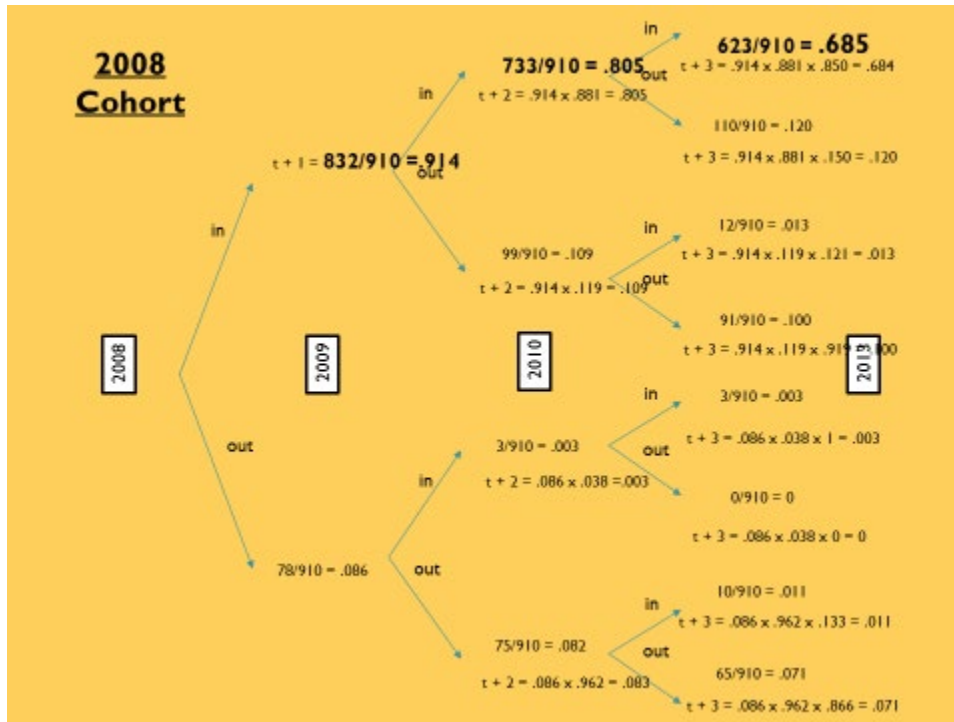 2008
Cohort
in
out
2008
2009
2010
2013
t + 1 = 832/910 = .914
78/910 = .086
in
out
733/910 = .805
t + 2 = .914 x .881 = .805
99/910 = .109
t + 2 = .914 x .119 = .109
in
out
3/910 = .003
t + 2 = .086 x .038 =.003
75/910 = .082
t + 2 = .086 x .962 = .083
in
out
623/910 = .685
t + 3 = .914 x .881 x .850 = .684
110/910 = .120
t + 3 = .914 x .881 x .150 = .120
in
out
12/910 = .013
t + 3 = .914 x .119 x .121 = .013
91/910 = .100
t + 3 = .914 x .119 x .919 = .100
in
out
3/910 = .003
t + 3 = .086 x .038 x 1 = .003
0/910 = 0
t + 3 = .086 x .038 x 0 = 0
in
out
10/910 = .011
t + 3 = .086 x .962 x .133 = .011
65/910 = .071
t + 3 = .086 x .962 x .866 = .071